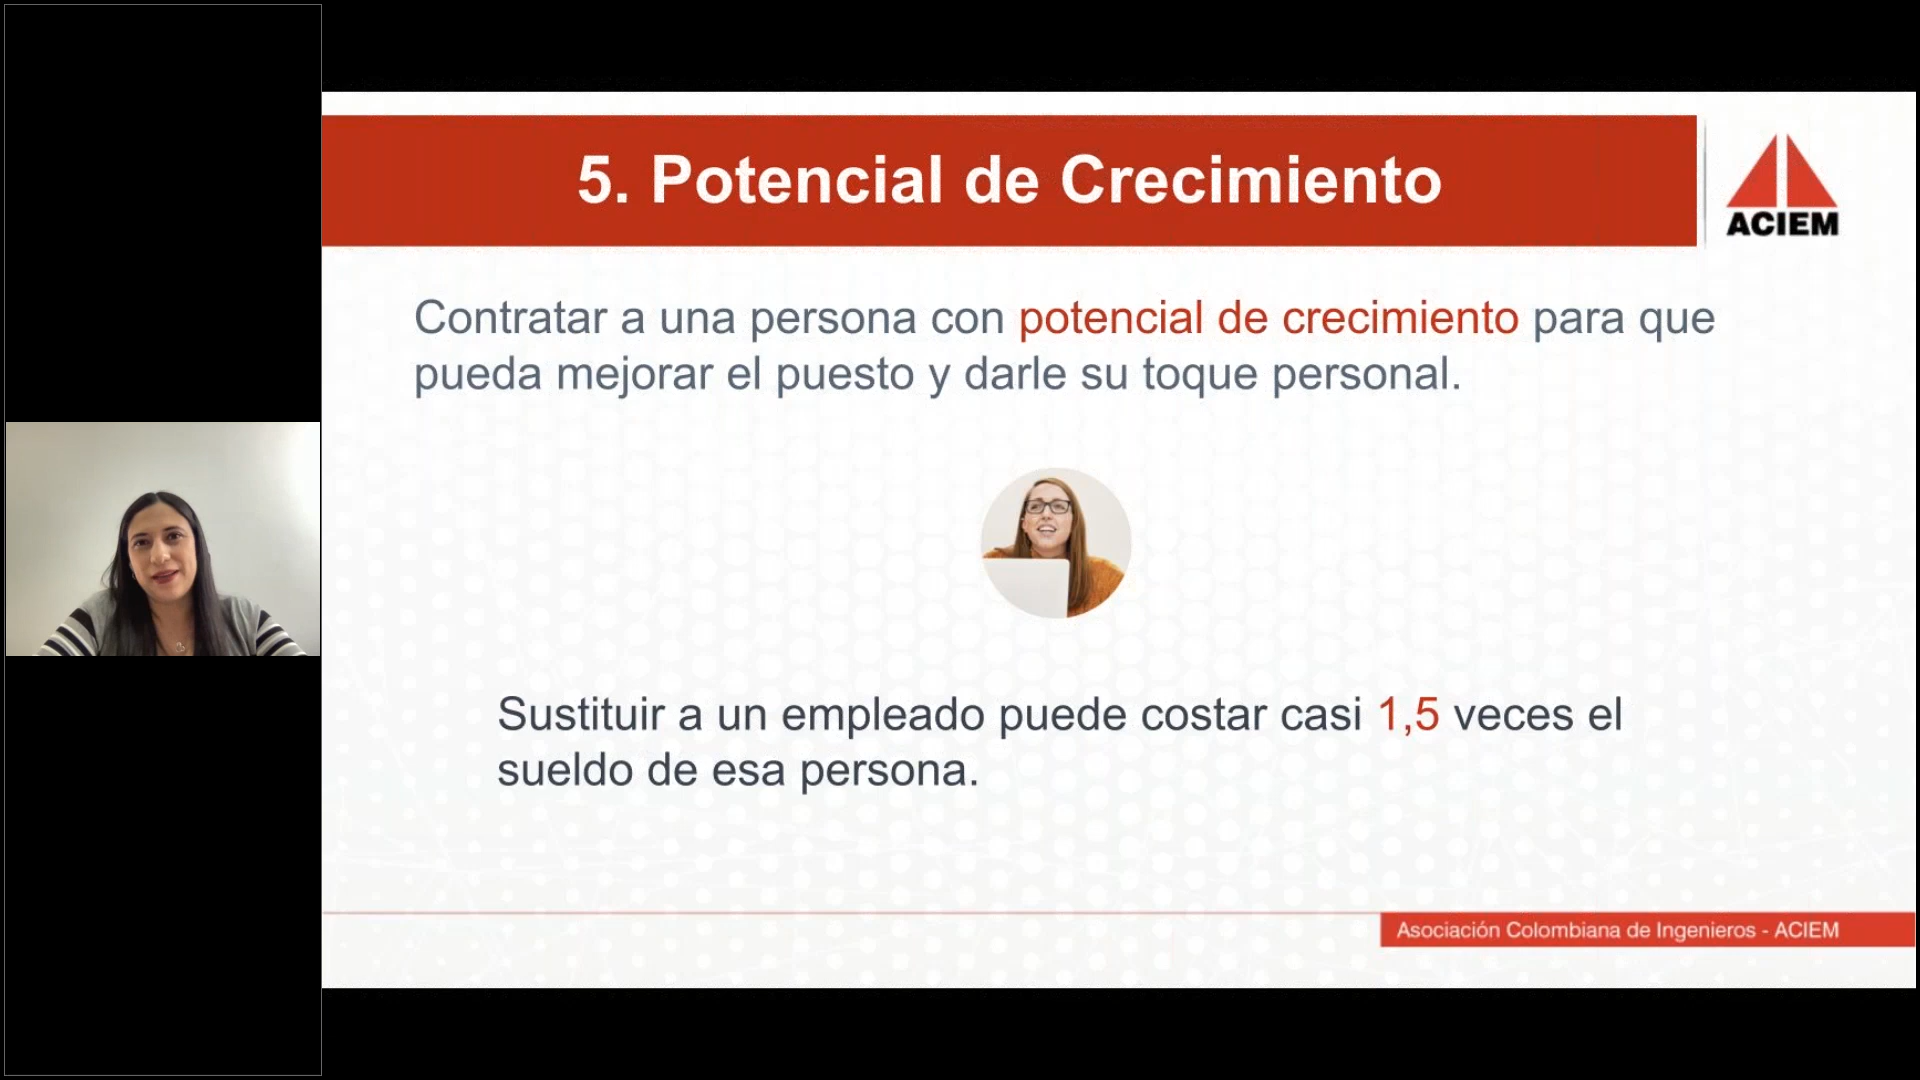 5. Potencial de Crecimiento
ACIEM
Contratar a una persona con potencial de crecimiento para que
pueda mejorar el puesto y darle su toque personal.
Sustituir a un empleado puede costar casi 1,5 veces el
sueldo de esa persona.
Asociación Colombiana de Ingenieros - ACIEM